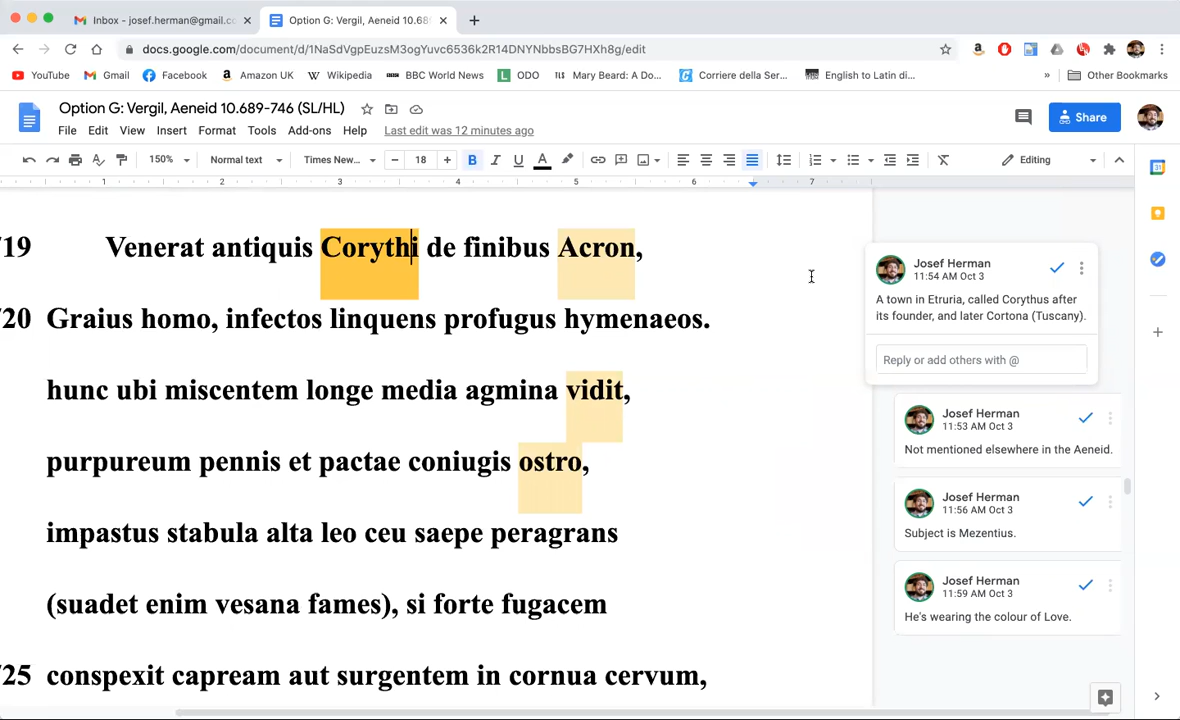 Inbox - josef.herman@gmail.co
Option G: Vergil, Aeneid 10.689
docs.google.com/document/d/1NaSdVgpEuzsM3ogYuvc6536k2R14DNYNbbsBG7HXh8g/edit
YouTube Gmail Facebook Amazon UK Wikipedia BBC World News ODO Mary Beard: A Do... Corriere della Ser... English to Latin di... » Other Bookmarks
Option G: Vergil, Aeneid 10.689-746 (SL/HL)
File Edit View Insert Format Tools Add-ons Help Last edit was 12 minutes ago
Share
150% Normal text Times New... 18 B I U A Editing
1 2 3 4 5 6 7
719 Venerat antiquis Corythi de finibus Acron,
720 Graius homo, infectos linquens profugus hymenaeos.
hunc ubi miscentem longe media agmina vidit,
purpureum pennis et pactae coniugis ostro,
impastus stabula alta leo ceu saepe peragrans
(suadet enim vesana fames), si forte fugacem
725 conspexit capream aut surgentem in cornua cervum,
Josef Herman
11:54 AM Oct 3
A town in Etruria, called Corythus after
its founder, and later Cortona (Tuscany).
Reply or add others with @
Josef Herman
11:53 AM Oct 3
Not mentioned elsewhere in the Aeneid.
Josef Herman
11:56 AM Oct 3
Subject is Mezentius.
Josef Herman
11:59 AM Oct 3
He's wearing the colour of Love.